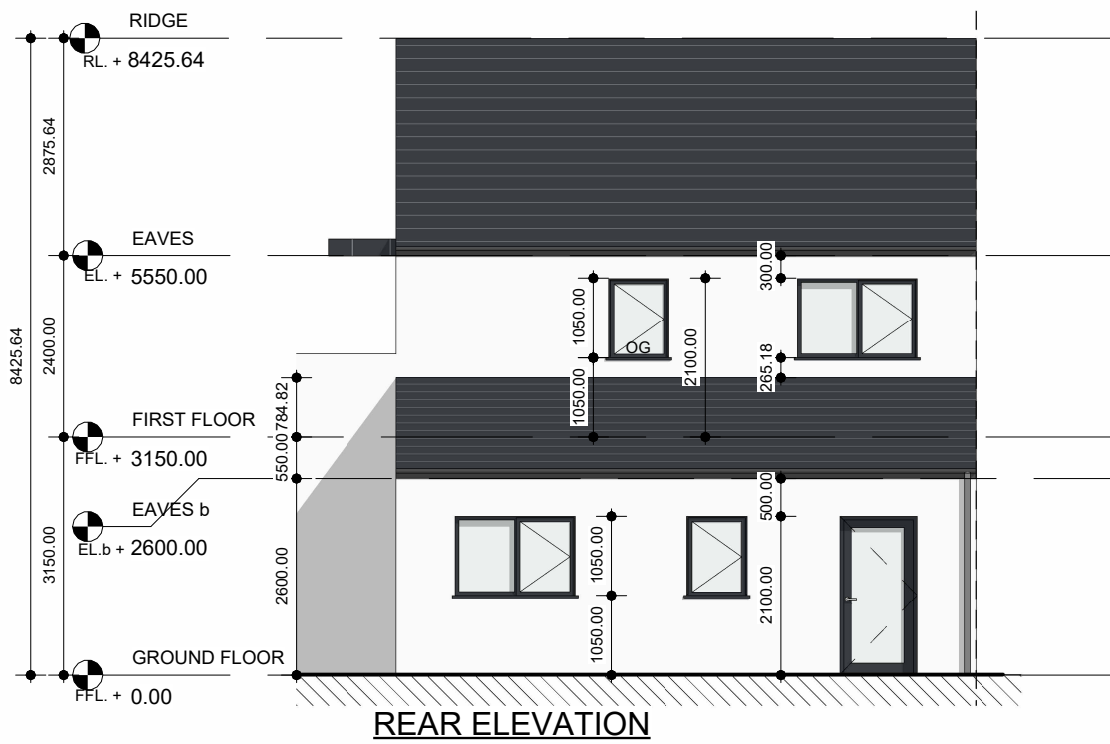 RIDGE
RL. + 8425.64
2875.64
EAVES
EL. + 5550.00
300.00
1050.00
OG
2100.00
8425.64
2400.00
265.18
1050.00
784.82
FIRST FLOOR
FFL. + 3150.00
550.00
500.00
EAVES b
EL.b + 2600.00
3150.00
2600.00
1050.00
2100.00
1050.00
GROUND FLOOR
FFL. + 0.00
REAR ELEVATION